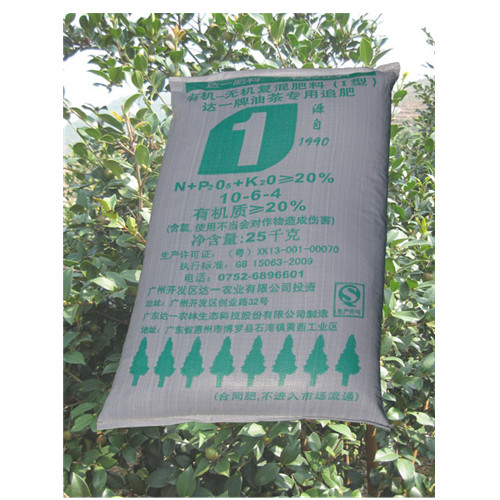 达一肥料
有机-无机复混肥料(I型)
达一牌油茶专用追肥
1
源自
1990
N+P₂O₅+K₂O≥20%
10-6-4
有机质≥20%
(含氯,使用不当会对作物造成伤害)
净含量:25千克
生产许可证:(粤)XK13-001-00070
执行标准:GB 15063-2009
电话:0752-6896601
广州开发区达一农业有限公司投资
地址:广州开发区创业路32号
广东达一农林生态科技股份有限公司制造
地址:广东省惠州市博罗县石湾镇黄西工业区
生产许可
(合同肥,不进入市场流通)